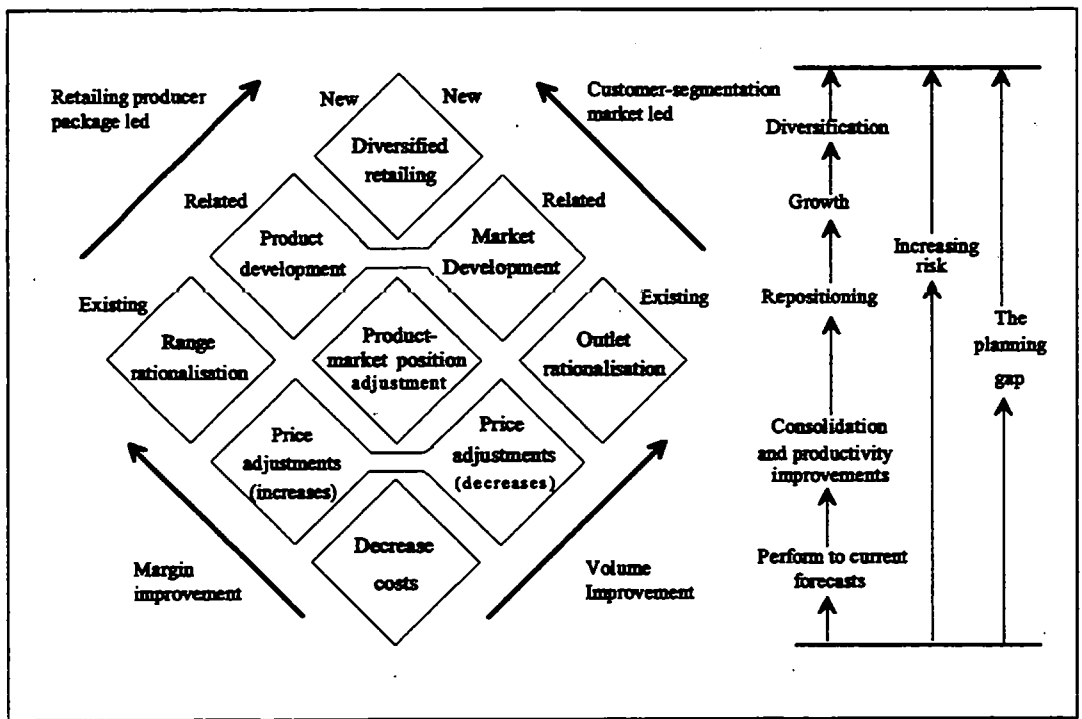 Retailing producer
package led
New
New
Customer-segmentation
market led
Diversified
retailing
Related
Related
Product
development
Market
Development
Existing
Existing
Range
rationalisation
Product-
market position
adjustment
Outlet
rationalisation
Price
adjustments
(increases)
Price
adjustments
(decreases)
Margin
improvement
Decrease
costs
Volume
Improvement
Diversification
Growth
Repositioning
Consolidation
and productivity
improvements
Perform to current
forecasts
Increasing
risk
The
planning
gap